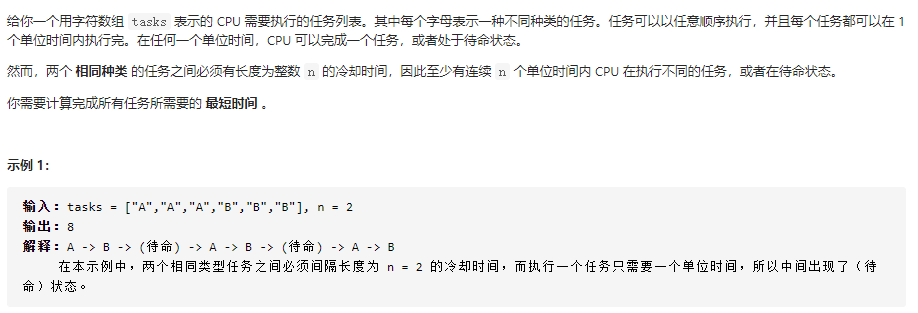 给你一个用字符数组 tasks 表示的 CPU 需要执行的任务列表。其中每个字母表示一种不同种类的任务。任务可以以任意顺序执行，并且每个任务都可以在 1
个单位时间内执行完。在任何一个单位时间，CPU 可以完成一个任务，或者处于待命状态。
然而，两个 相同种类 的任务之间必须有长度为整数 n 的冷却时间，因此至少有连续 n 个单位时间内 CPU 在执行不同的任务，或者在待命状态。
你需要计算完成所有任务所需要的 最短时间 。
示例 1：
输入：tasks = ["A","A","A","B","B","B"], n = 2
输出：8
解释：A -> B -> (待命) -> A -> B -> (待命) -> A -> B
在本示例中，两个相同类型任务之间必须间隔长度为 n = 2 的冷却时间，而执行一个任务只需要一个单位时间，所以中间出现了（待
命）状态。